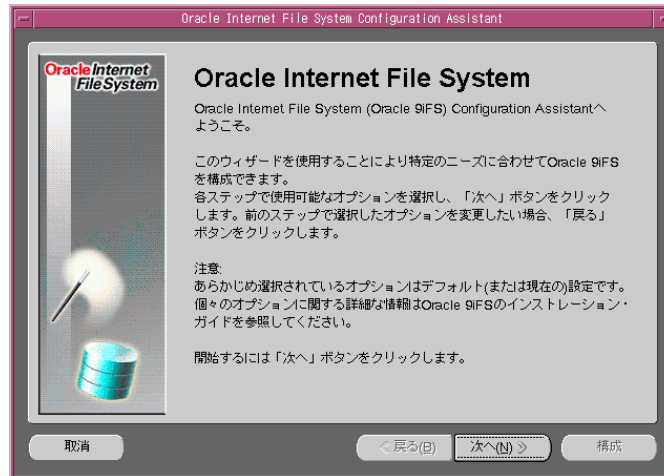 Oracle Internet File System Configuration Assistant
Oracle Internet
File System
Oracle Internet File System
Oracle Internet File System (Oracle 9iFS) Configuration Assistantへ
ようこそ。
このウィザードを使用することにより特定のニーズに合わせてOracle 9iFS
を構成できます。
各ステップで使用可能なオプションを選択し、「次へ」ボタンをクリック
します。前のステップで選択したオプションを変更したい場合、「戻る」
ボタンをクリックします。
注意:
あらかじめ選択されているオプションはデフォルト(または現在の)設定です。
個々のオプションに関する詳細な情報はOracle 9iFSのインストレーション・
ガイドを参照してください。
開始するには「次へ」ボタンをクリックします。
取消
戻る(B)
次へ(N)
構成